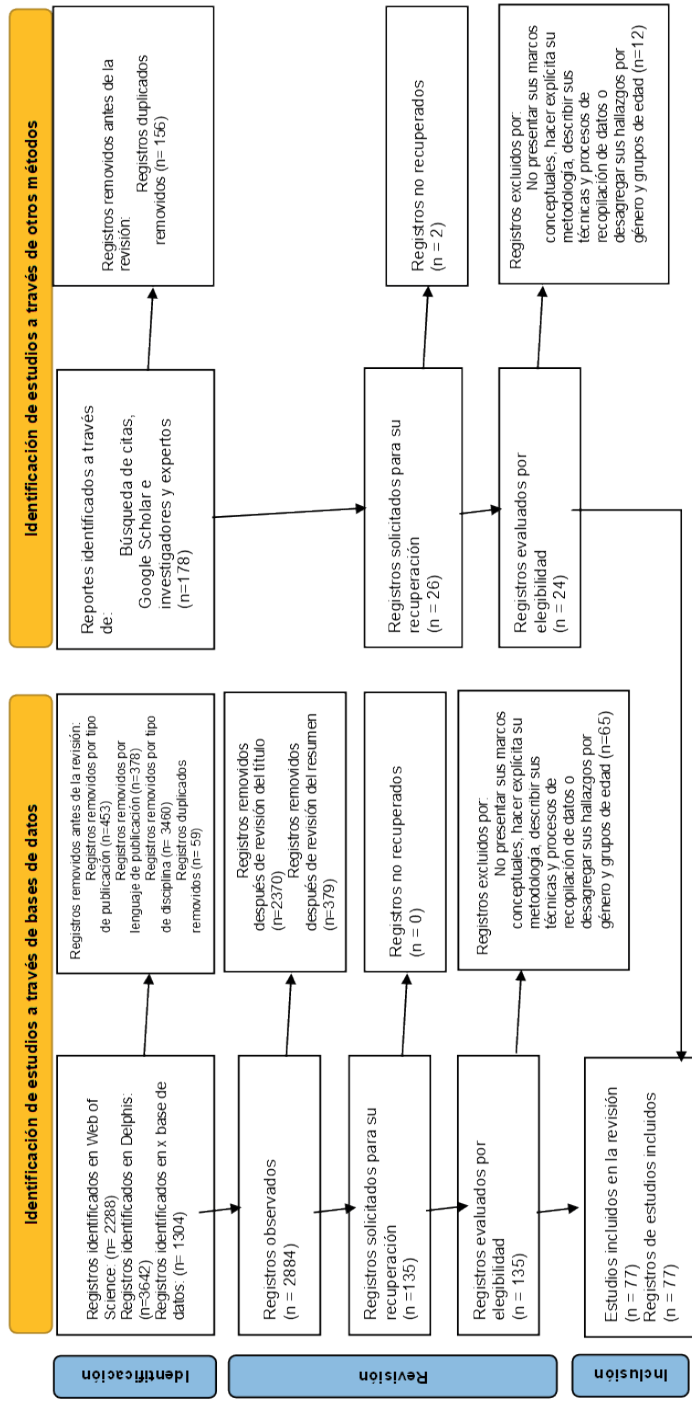 Identificación de estudios a través de bases de datos
Identificación de estudios a través de otros métodos
Identificación
Registros identificados en Web of
Science: (n= 2288)
Registros identificados en Delphis:
(n=3642)
Registros identificados en x base de
datos: (n= 1304)
Registros removidos antes de la revisión:
Registros removidos por tipo
de publicación (n=453)
Registros removidos por
lenguaje de publicación (n=378)
Registros removidos por tipo
de disciplina (n= 3460)
Registros duplicados
removidos (n= 59)
Reportes identificados a través
de:
Búsqueda de citas,
Google Scholar e
investigadores y expertos
(n=178)
Registros removidos antes de la
revisión:
Registros duplicados
removidos (n= 156)
Revisión
Registros observados
(n = 2884)
Registros removidos
después de revisión del título
(n=2370)
Registros removidos
después de revisión del resumen
(n=379)
Registros solicitados para su
recuperación
(n =135)
Registros no recuperados
(n = 0)
Registros solicitados para su
recuperación
(n = 26)
Registros no recuperados
(n = 2)
Registros evaluados por
elegibilidad
(n = 135)
Registros excluidos por:
No presentar sus marcos
conceptuales, hacer explícita su
metodología, describir sus
técnicas y procesos de
recopilación de datos o
desagregar sus hallazgos por
género y grupos de edad (n=65)
Registros evaluados por
elegibilidad
(n = 24)
Registros excluidos por:
No presentar sus marcos
conceptuales, hacer explícita su
metodología, describir sus
técnicas y procesos de
recopilación de datos o
desagregar sus hallazgos por
género y grupos de edad (n=12)
Inclusión
Estudios incluidos en la revisión
(n = 77)
Registros de estudios incluidos
(n = 77)